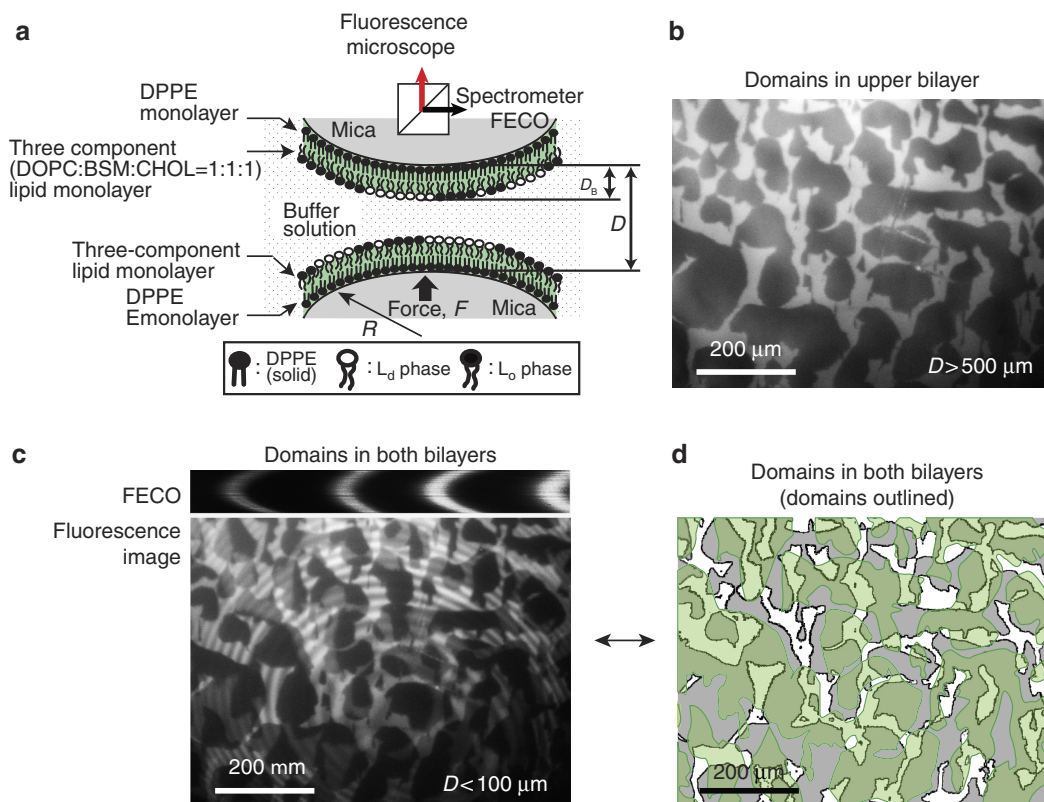 a
Fluorescence
microscope
DPPE
monolayer
Spectrometer
FECO
Mica
Three component
(DOPC:BSM:CHOL=1:1:1)
lipid monolayer
D_B
D
Buffer
solution
Three-component
lipid monolayer
DPPE
Emonolayer
R
Force, F
Mica
: DPPE
(solid)
: L_d phase
: L_o phase
b
Domains in upper bilayer
200 μm
D>500 μm
c
Domains in both bilayers
FECO
Fluorescence
image
200 mm
D<100 μm
d
Domains in both bilayers
(domains outlined)
200 μm